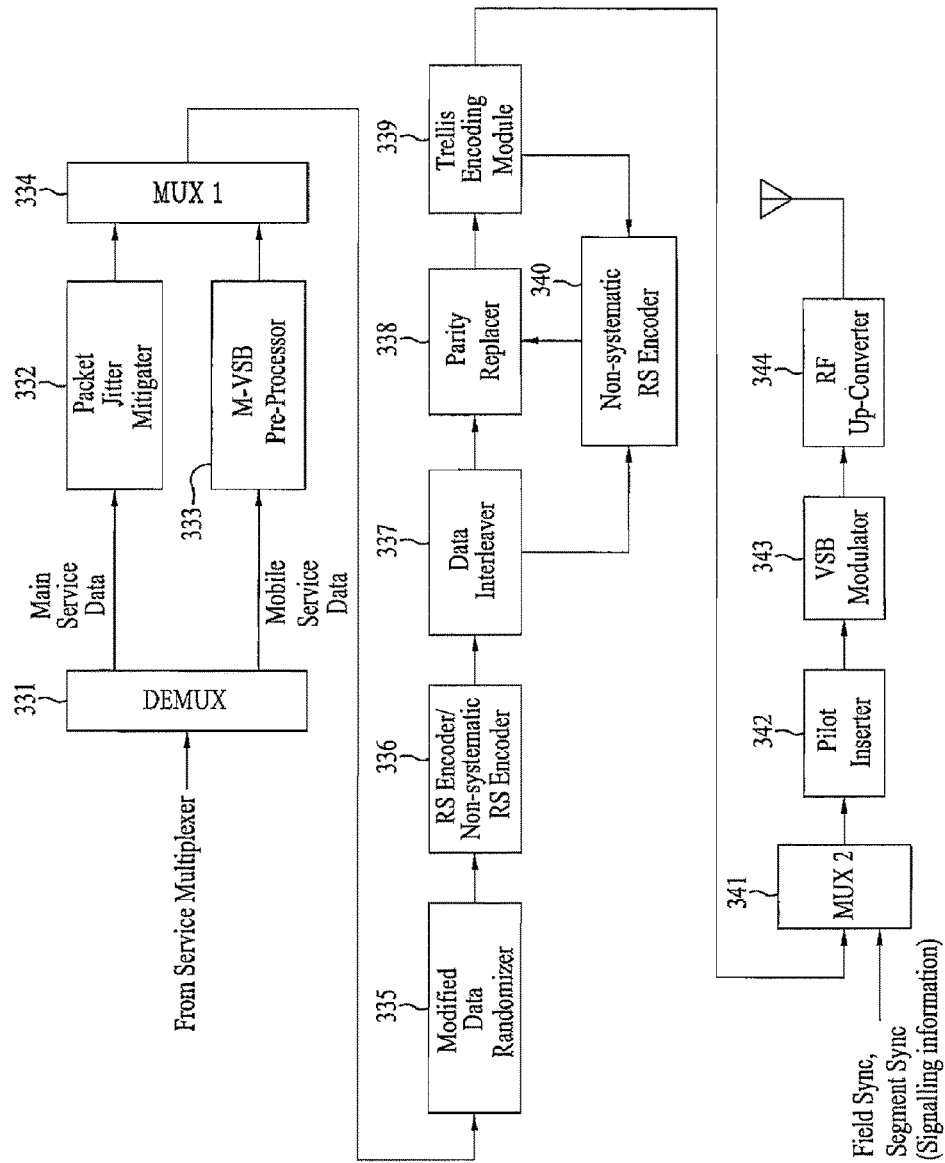 From Service Multiplexer
331
DEMUX
Main
Service
Data
Mobile
Service
Data
332
Packet
Jitter
Mitigater
333
M-VSB
Pre-Processor
334
MUX 1
335
Modified
Data
Randomizer
336
RS Encoder/
Non-systematic
RS Encoder
337
Data
Interleaver
338
Parity
Replacer
339
Trellis
Encoding
Module
340
Non-systematic
RS Encoder
Field Sync,
Segment Sync
(Signalling information)
341
MUX 2
342
Pilot
Inserter
343
VSB
Modulator
344
RF
Up-Converter